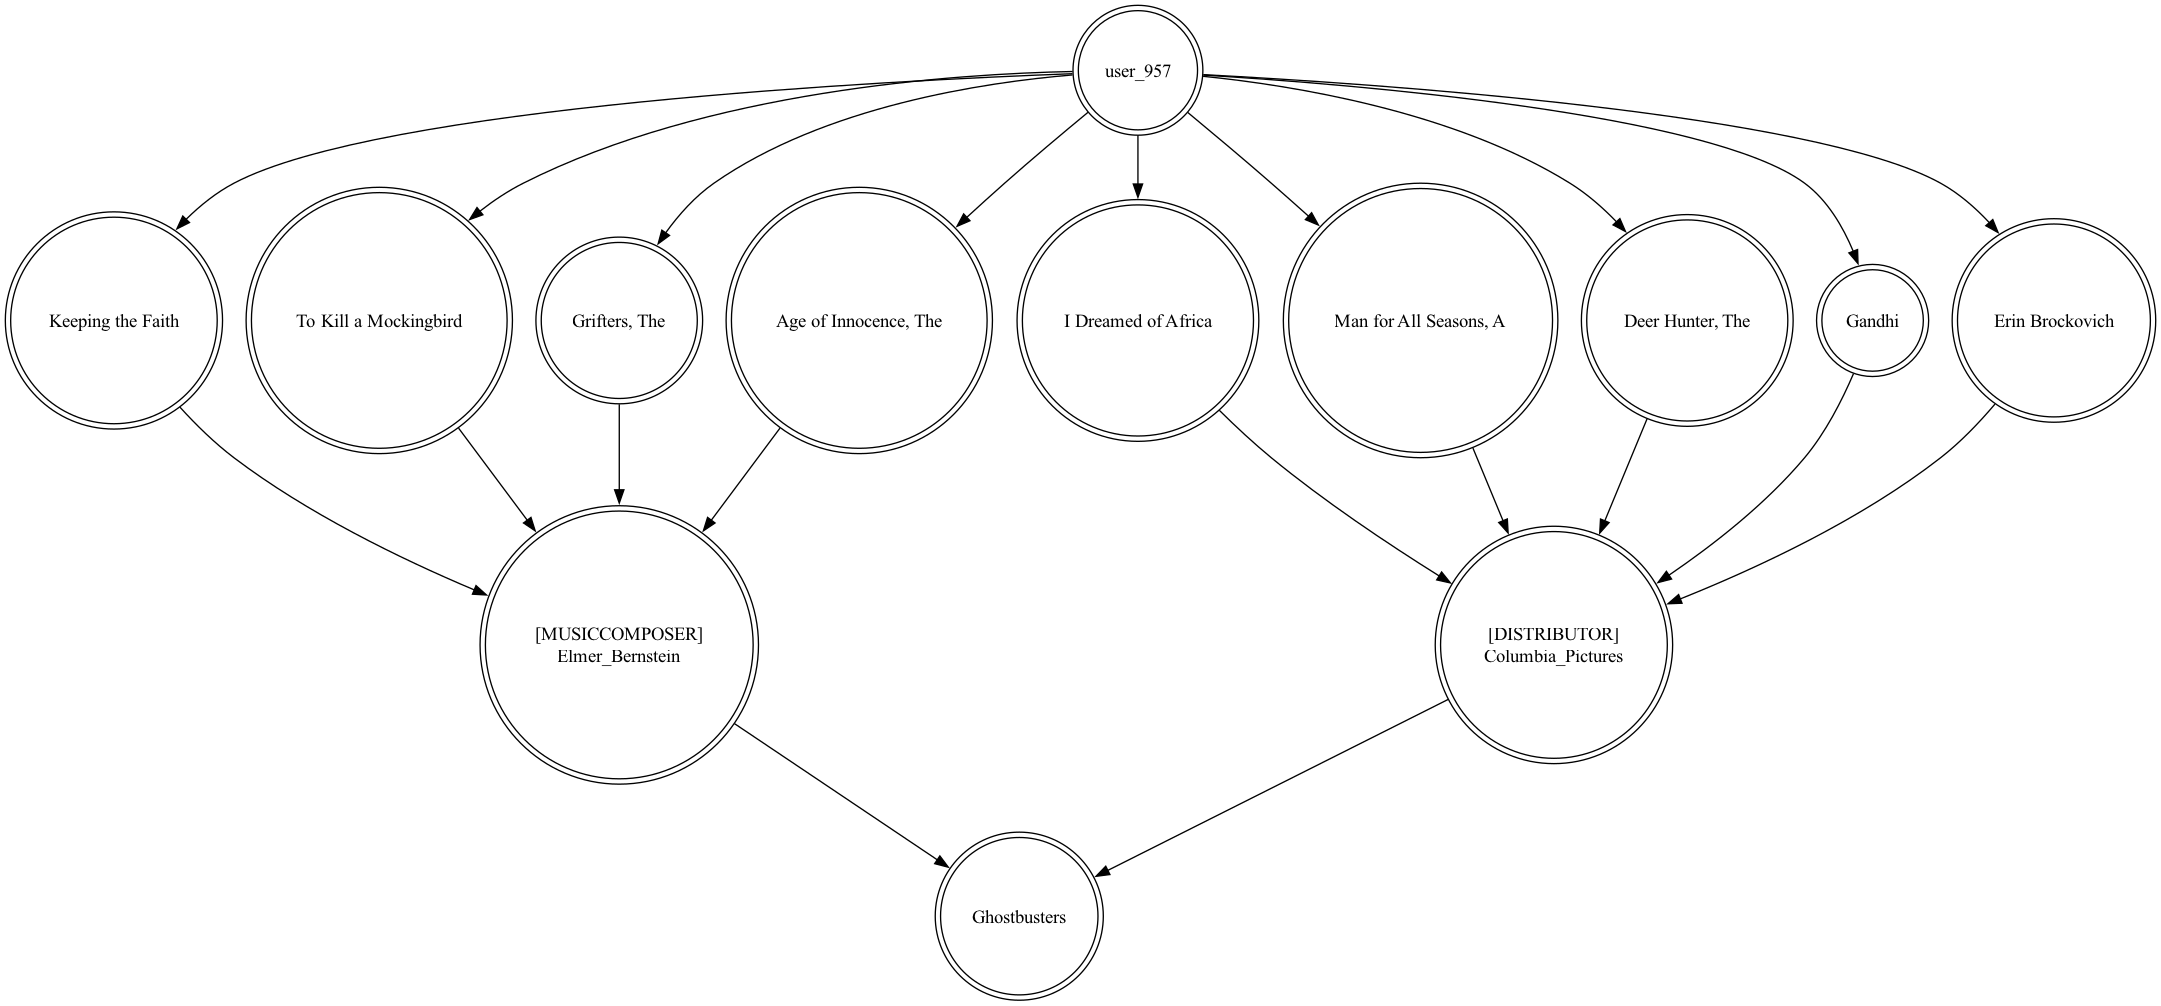 user_957
Keeping the Faith
To Kill a Mockingbird
Grifters, The
Age of Innocence, The
I Dreamed of Africa
Man for All Seasons, A
Deer Hunter, The
Gandhi
Erin Brockovich
[MUSICCOMPOSER]
Elmer_Bernstein
[DISTRIBUTOR]
Columbia_Pictures
Ghostbusters